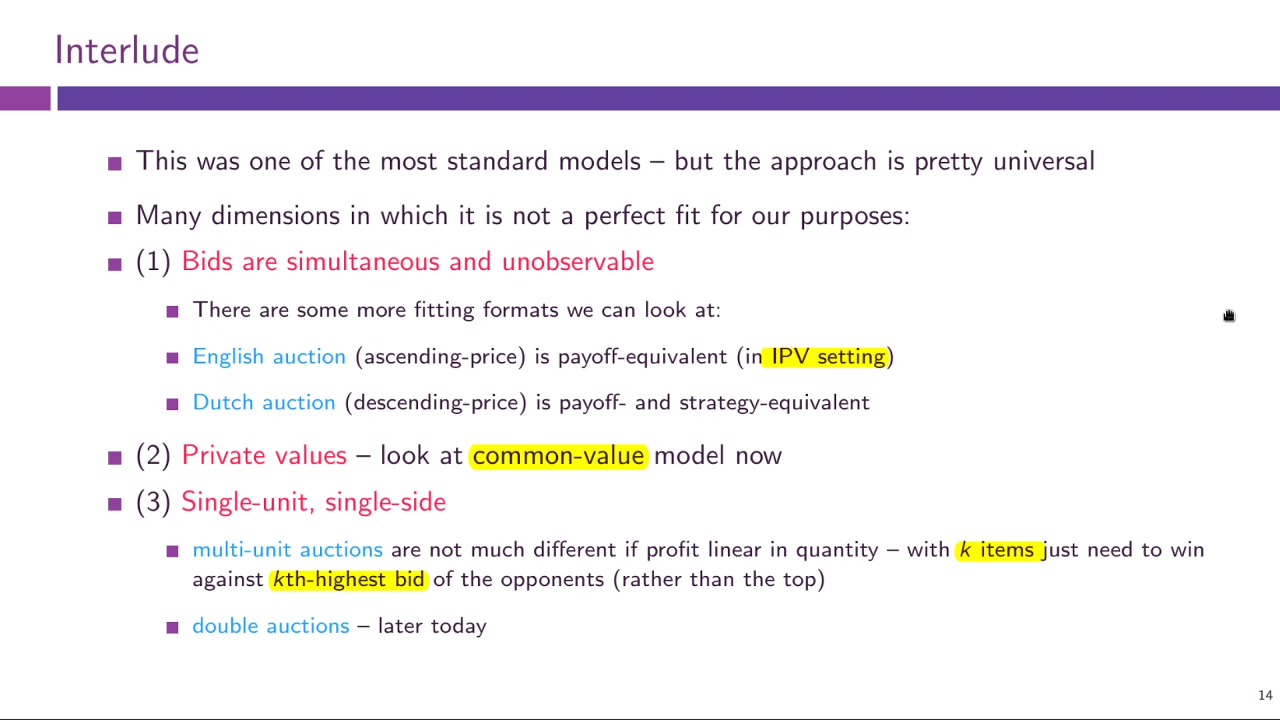 Interlude
This was one of the most standard models – but the approach is pretty universal
Many dimensions in which it is not a perfect fit for our purposes:
(1) Bids are simultaneous and unobservable
There are some more fitting formats we can look at:
English auction (ascending-price) is payoff-equivalent (in IPV setting)
Dutch auction (descending-price) is payoff- and strategy-equivalent
(2) Private values – look at common-value model now
(3) Single-unit, single-side
multi-unit auctions are not much different if profit linear in quantity – with k items just need to win
against kth-highest bid of the opponents (rather than the top)
double auctions – later today
14